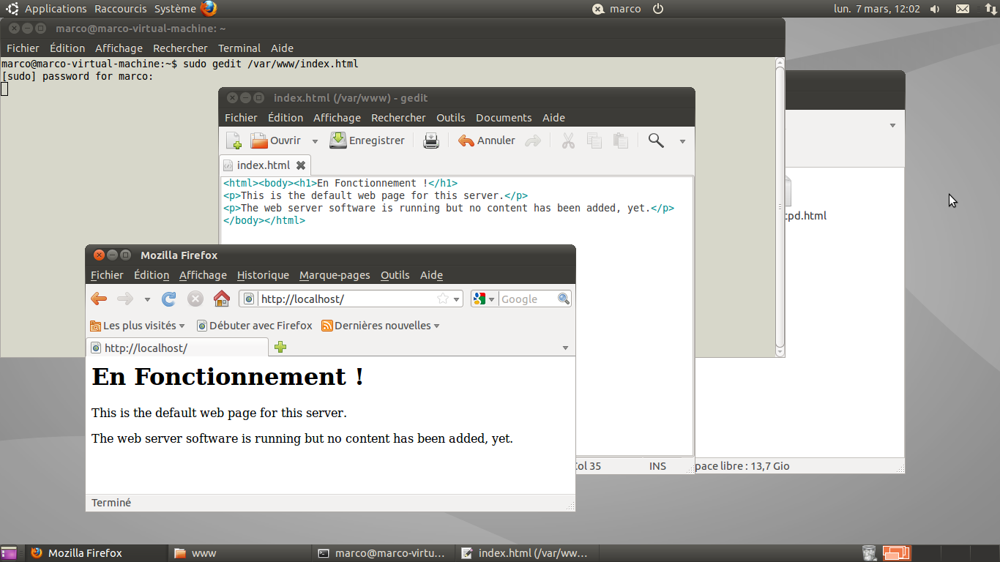 Applications Raccourcis Système marco lun. 7 mars, 12:02
marco@marco-virtual-machine: ~
Fichier Édition Affichage Rechercher Terminal Aide
marco@marco-virtual-machine:~$ sudo gedit /var/www/index.html
[sudo] password for marco:
index.html (/var/www) - gedit
Fichier Édition Affichage Rechercher Outils Documents Aide
Ouvrir Enregistrer Annuler
index.html
<html><body><h1>En Fonctionnement !</h1>
<p>This is the default web page for this server.</p>
<p>The web server software is running but no content has been added, yet.</p>
</body></html>
tpd.html
Mozilla Firefox
Fichier Édition Affichage Historique Marque-pages Outils Aide
http://localhost/ Google
Les plus visités Débuter avec Firefox Dernières nouvelles
http://localhost/
En Fonctionnement !
This is the default web page for this server.
The web server software is running but no content has been added, yet.
Col 35 INS pace libre : 13,7 Gio
Terminé
Mozilla Firefox www marco@marco-virtu... index.html (/var/ww...